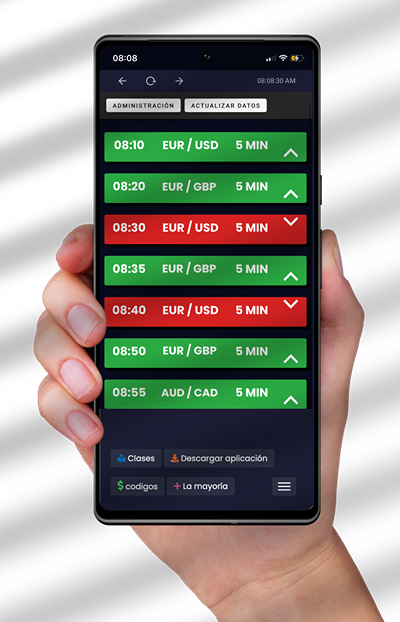 08:08
08:08:30 AM
ADMINISTRACIÓN ACTUALIZAR DATOS
08:10 EUR / USD 5 MIN
08:20 EUR / GBP 5 MIN
08:30 EUR / USD 5 MIN
08:35 EUR / GBP 5 MIN
08:40 EUR / USD 5 MIN
08:50 EUR / GBP 5 MIN
08:55 AUD / CAD 5 MIN
Clases Descargar aplicación
$ codigos + La mayoría